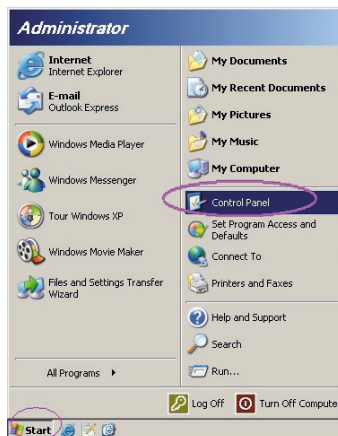 Administrator
Internet
Internet Explorer
E-mail
Outlook Express
Windows Media Player
Windows Messenger
Tour Windows XP
Windows Movie Maker
Files and Settings Transfer
Wizard
All Programs
My Documents
My Recent Documents
My Pictures
My Music
My Computer
Control Panel
Set Program Access and
Defaults
Connect To
Printers and Faxes
Help and Support
Search
Run...
Log Off
Turn Off Compute
Start